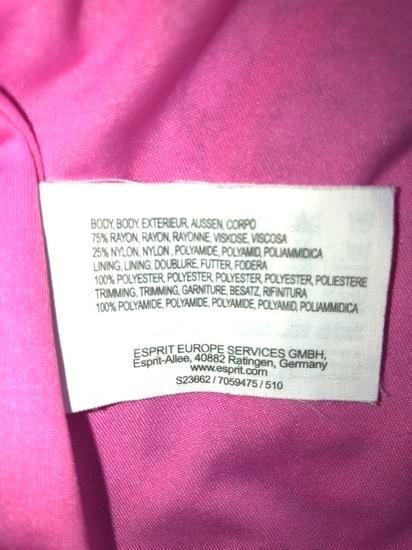 BODY, BODY, EXTERIEUR, AUSSEN, CORPO
75% RAYON, RAYON, RAYONNE, VISKOSE, VISCOSA
25% NYLON, NYLON, POLYAMIDE, POLYAMID, POLIAMMIDICA
LINING, LINING, DOUBLURE, FUTTER, FODERA
100% POLYESTER, POLYESTER, POLYESTER, POLYESTER, POLIESTERE
TRIMMING, TRIMMING, GARNITURE, BESATZ, RIFINITURA
100% POLYAMIDE, POLYAMIDE, POLYAMIDE, POLYAMID, POLIAMMIDICA
ESPRIT EUROPE SERVICES GMBH,
Esprit-Allee, 40882 Ratingen, Germany
www.esprit.com
S23662 / 7059475 / 510